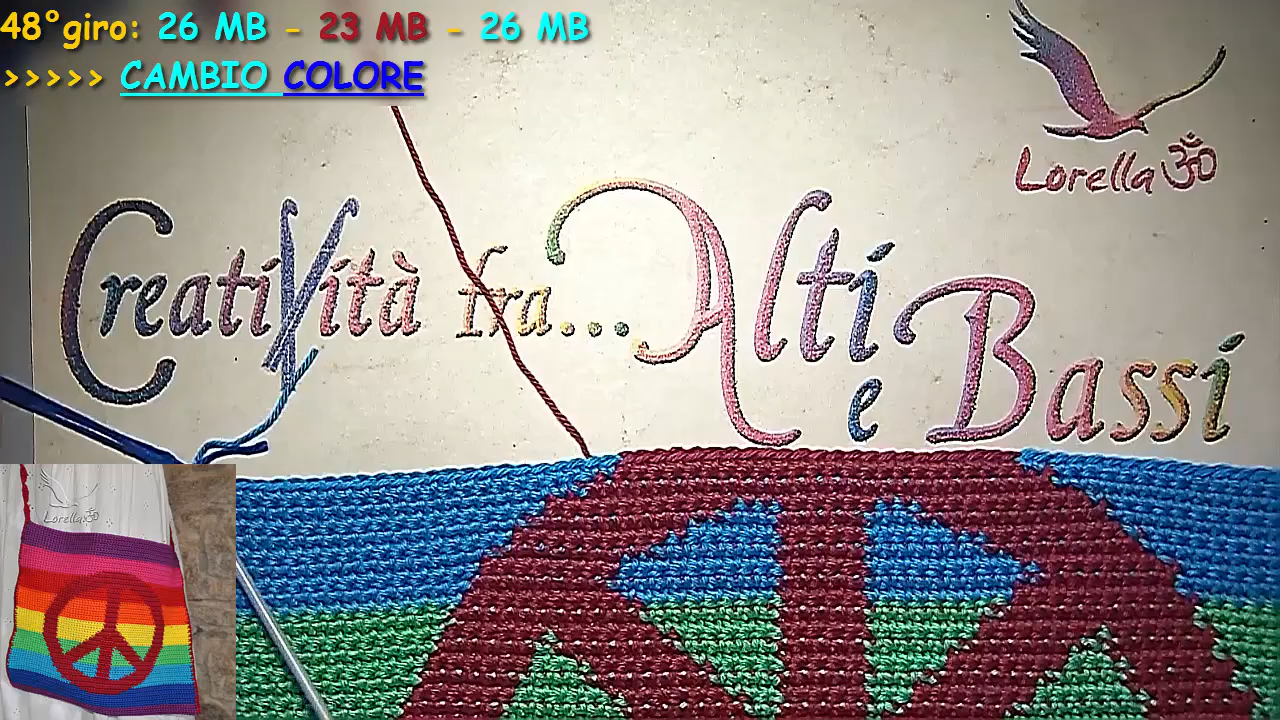 48°giro: 26 MB - 23 MB - 26 MB
>>>>> CAMBIO COLORE
Lorella ॐ
CreatiVità fra... Alti
e Bassi
Lorella ॐ